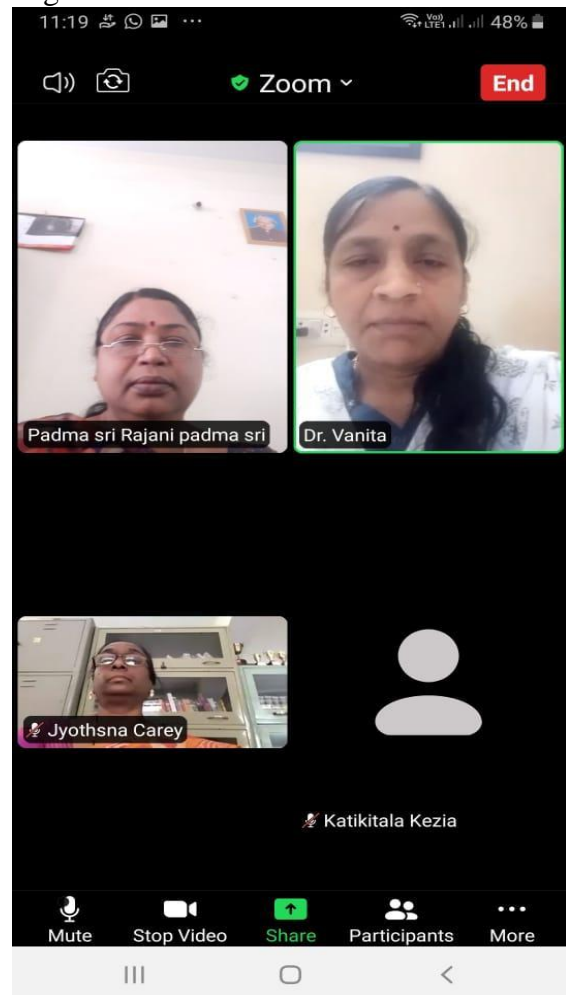 11:19 48%
Zoom End
Padma sri Rajani padma sri Dr. Vanita
Jyothsna Carey
Katikitala Kezia
Mute Stop Video Share Participants More